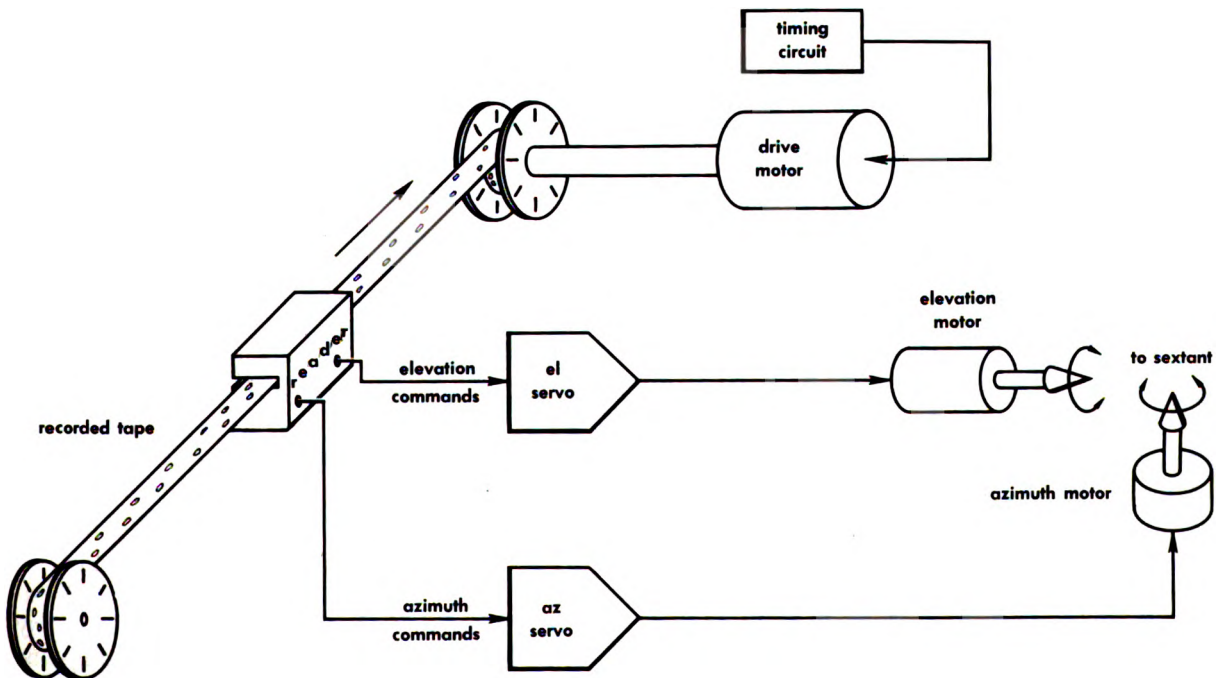 timing
circuit
drive
motor
reader
elevation
motor
to sextant
elevation
commands
el
servo
recorded tape
azimuth motor
azimuth
commands
az
servo